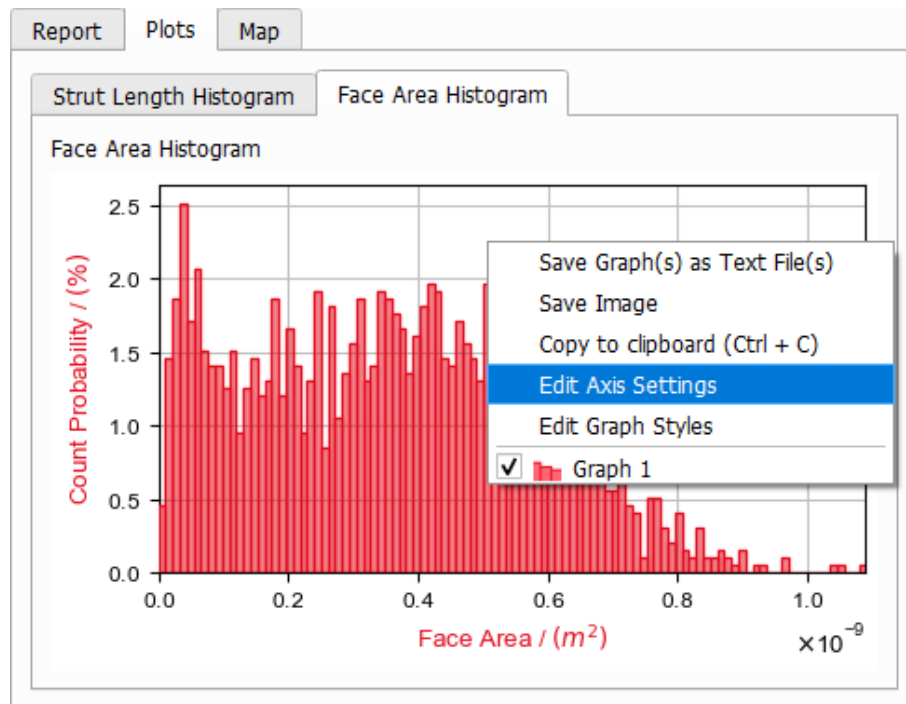 Report Plots Map
Strut Length Histogram Face Area Histogram
Face Area Histogram
Count Probability / (%)
2.5
2.0
1.5
1.0
0.5
0.0
0.0 0.2 0.4 0.6 0.8 1.0
Face Area / (m²)
×10⁻⁹
Save Graph(s) as Text File(s)
Save Image
Copy to clipboard (Ctrl + C)
Edit Axis Settings
Edit Graph Styles
Graph 1